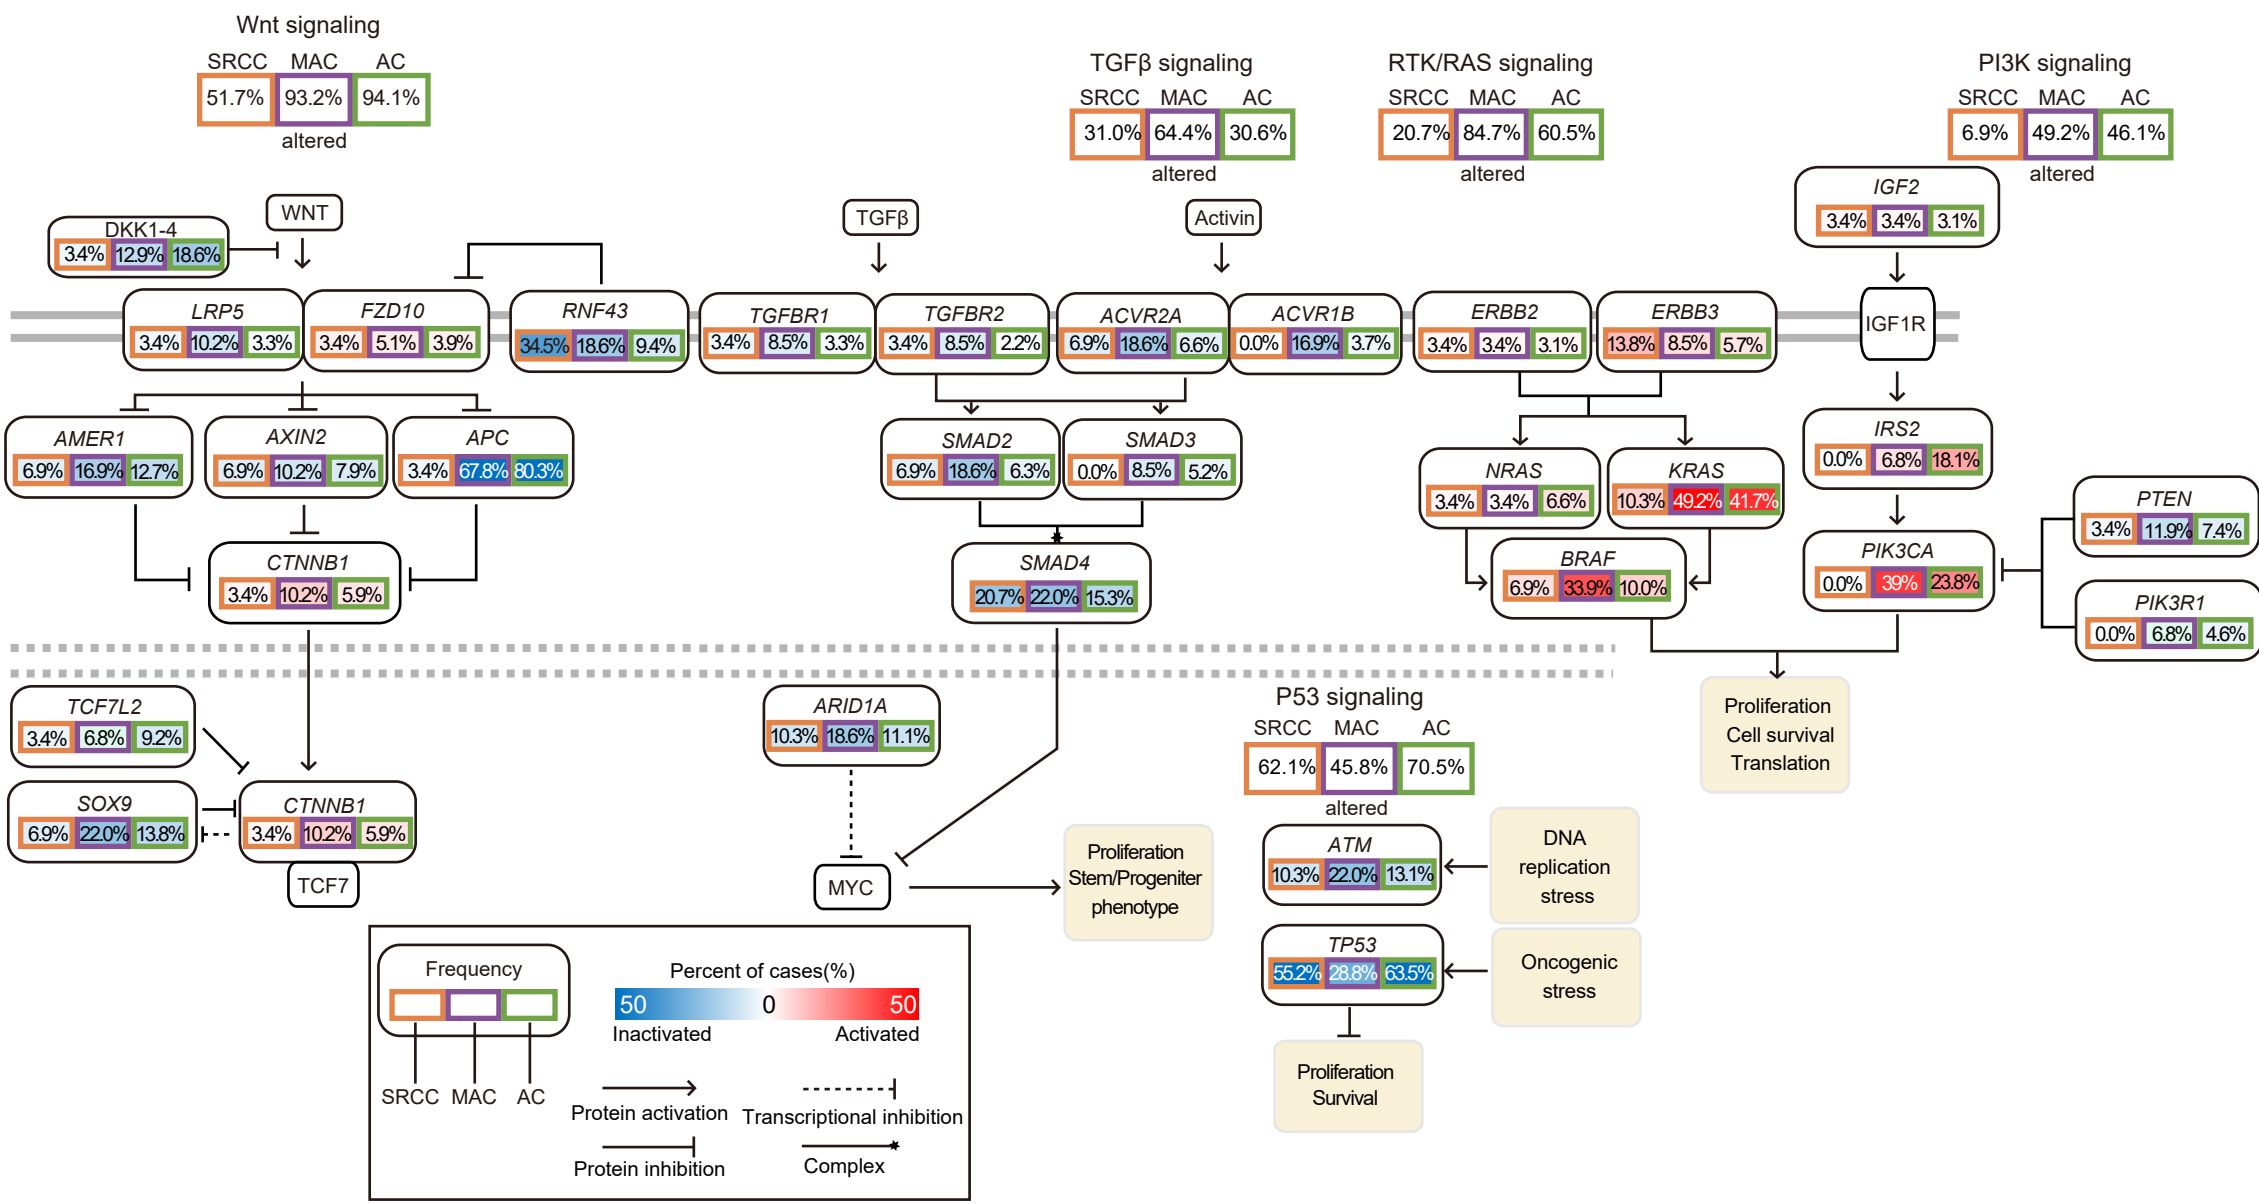 Wnt signaling
SRCC MAC AC
51.7% 93.2% 94.1%
altered
TGFβ signaling
SRCC MAC AC
31.0% 64.4% 30.6%
altered
RTK/RAS signaling
SRCC MAC AC
20.7% 84.7% 60.5%
altered
PI3K signaling
SRCC MAC AC
6.9% 49.2% 46.1%
altered
IGF2
3.4% 3.4% 3.1%
DKK1-4
3.4% 12.9% 18.6%
WNT
TGFβ
Activin
LRP5
3.4% 10.2% 3.3%
FZD10
3.4% 5.1% 3.9%
RNF43
34.5% 18.6% 9.4%
TGFBR1
3.4% 8.5% 3.3%
TGFBR2
3.4% 8.5% 2.2%
ACVR2A
6.9% 18.6% 6.6%
ACVR1B
0.0% 16.9% 3.7%
ERBB2
3.4% 3.4% 3.1%
ERBB3
13.8% 8.5% 5.7%
IGF1R
AMER1
6.9% 16.9% 12.7%
AXIN2
6.9% 10.2% 7.9%
APC
3.4% 67.8% 80.3%
SMAD2
6.9% 18.6% 6.3%
SMAD3
0.0% 8.5% 5.2%
NRAS
3.4% 3.4% 6.6%
KRAS
10.3% 49.2% 41.7%
IRS2
0.0% 6.8% 18.1%
PTEN
3.4% 11.9% 7.4%
CTNNB1
3.4% 10.2% 5.9%
SMAD4
20.7% 22.0% 15.3%
BRAF
6.9% 33.9% 10.0%
PIK3CA
0.0% 39% 23.8%
PIK3R1
0.0% 6.8% 4.6%
TCF7L2
3.4% 6.8% 9.2%
ARID1A
10.3% 18.6% 11.1%
P53 signaling
SRCC MAC AC
62.1% 45.8% 70.5%
altered
Proliferation
Cell survival
Translation
SOX9
6.9% 22.0% 13.8%
CTNNB1
3.4% 10.2% 5.9%
TCF7
MYC
Proliferation
Stem/Progeniter
phenotype
ATM
10.3% 22.0% 13.1%
DNA
replication
stress
TP53
55.2% 28.8% 63.5%
Oncogenic
stress
Proliferation
Survival
Frequency
SRCC MAC AC
Percent of cases(%)
50 0 50
Inactivated Activated
Protein activation
Transcriptional inhibition
Protein inhibition
Complex